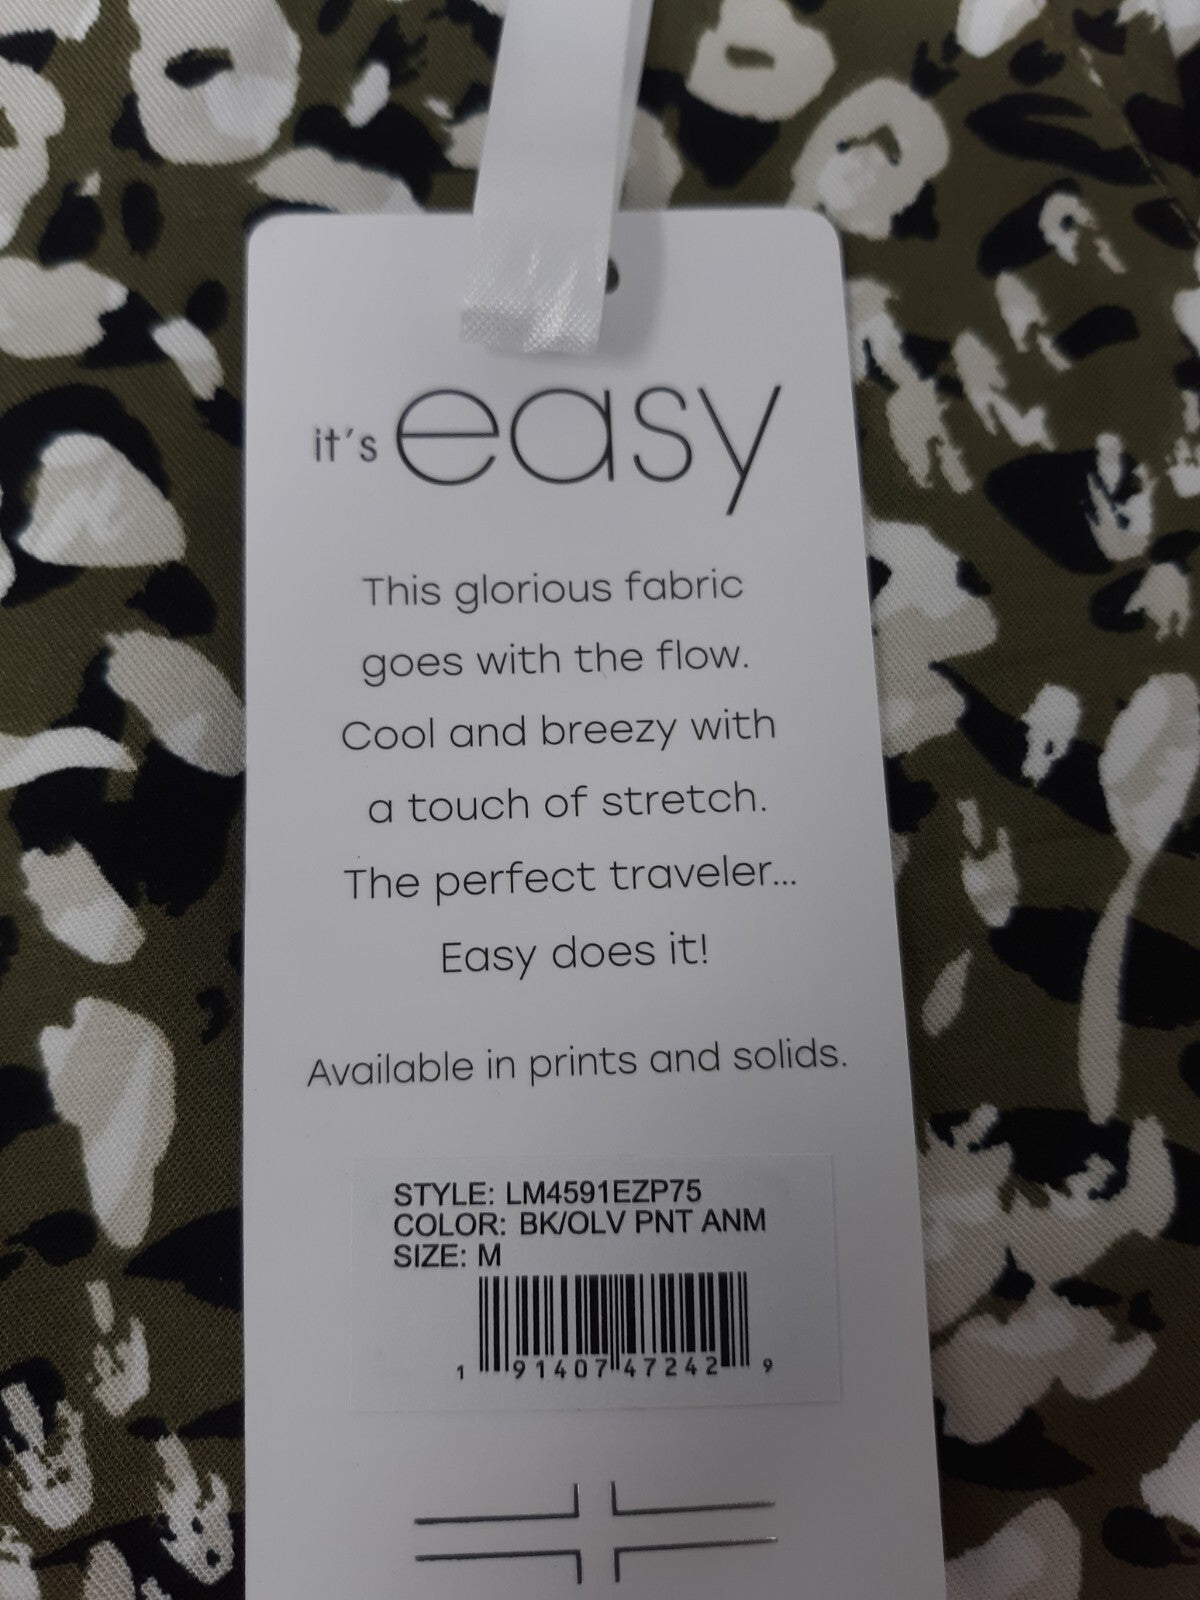 it's easy
This glorious fabric
goes with the flow.
Cool and breezy with
a touch of stretch.
The perfect traveler...
Easy does it!
Available in prints and solids.
STYLE: LM4591EZP75
COLOR: BK/OLV PNT ANM
SIZE: M
1 91407 47242 9